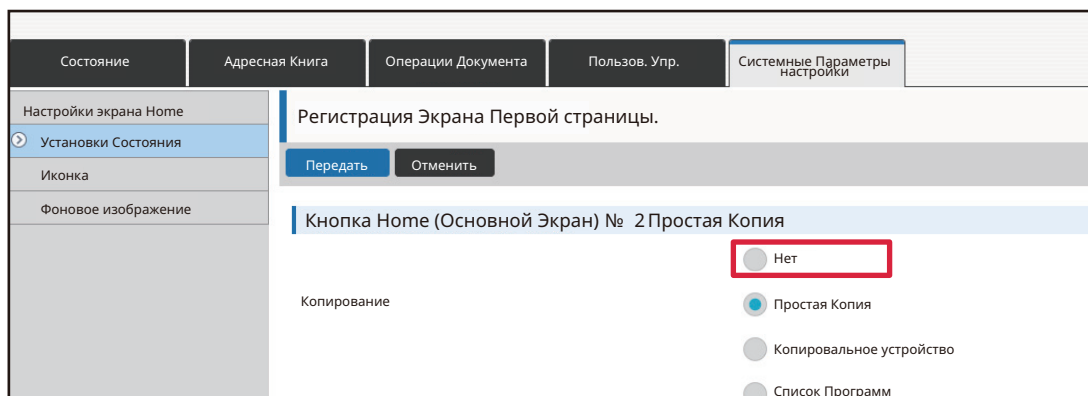 Состояние
Адресная Книга
Операции Документа
Пользов. Упр.
Системные Параметры
настройки
Настройки экрана Home
Установки Состояния
Иконка
Фоновое изображение
Регистрация Экрана Первой страницы.
Передать
Отменить
Кнопка Home (Основной Экран) № 2 Простая Копия
Копирование
Нет
Простая Копия
Копировальное устройство
Список Программ